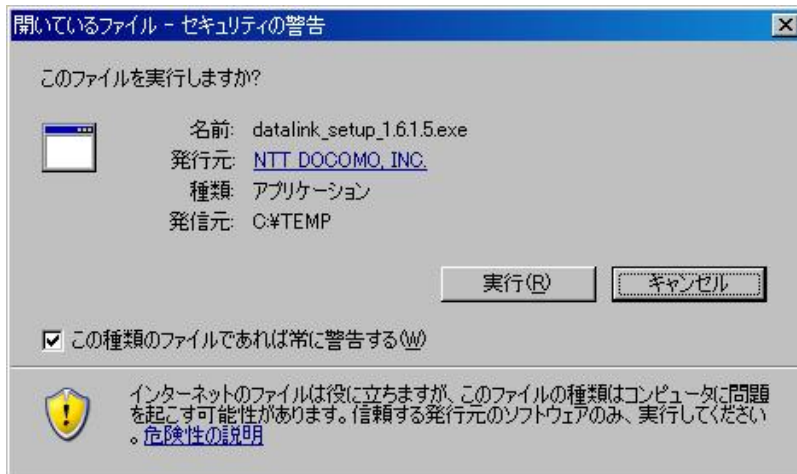 開いているファイル - セキュリティの警告
このファイルを実行しますか?
名前: datalink_setup_1.6.1.5.exe
発行元: NTT DOCOMO, INC.
種類: アプリケーション
発信元: C:¥TEMP
実行(R)
キャンセル
この種類のファイルであれば常に警告する(W)
インターネットのファイルは役に立ちますが、このファイルの種類はコンピュータに問題
を起こす可能性があります。信頼する発行元のソフトウェアのみ、実行してください
。危険性の説明